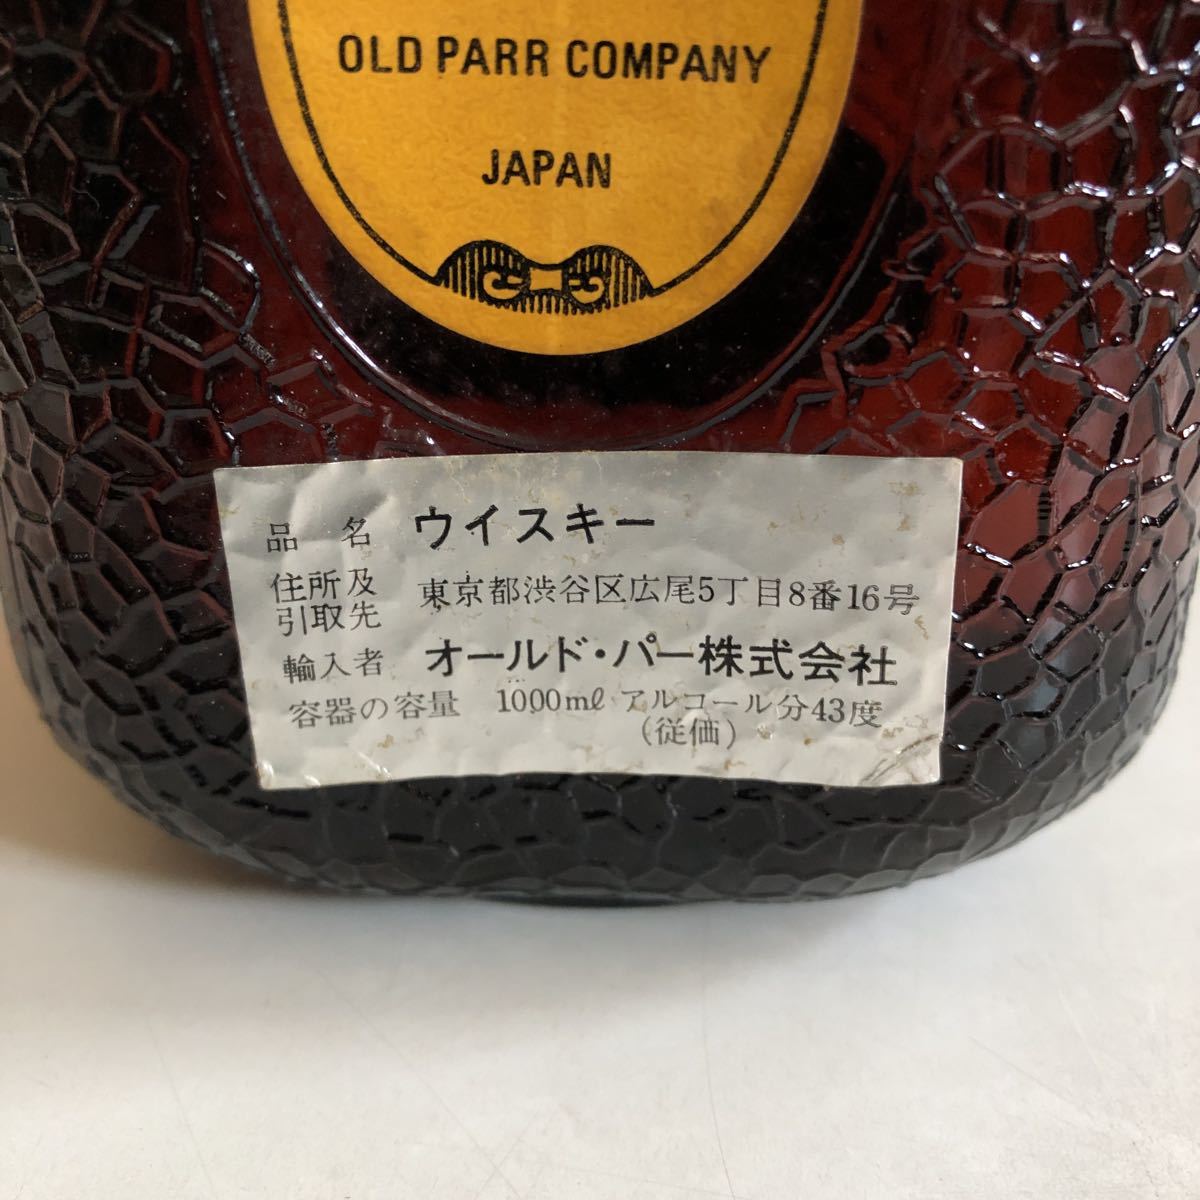 OLD PARR COMPANY
JAPAN
品名 ウイスキー
住所及
引取先 東京都渋谷区広尾5丁目8番16号
輸入者 オールド・パー株式会社
容器の容量 1000mℓ アルコール分43度
(従価)